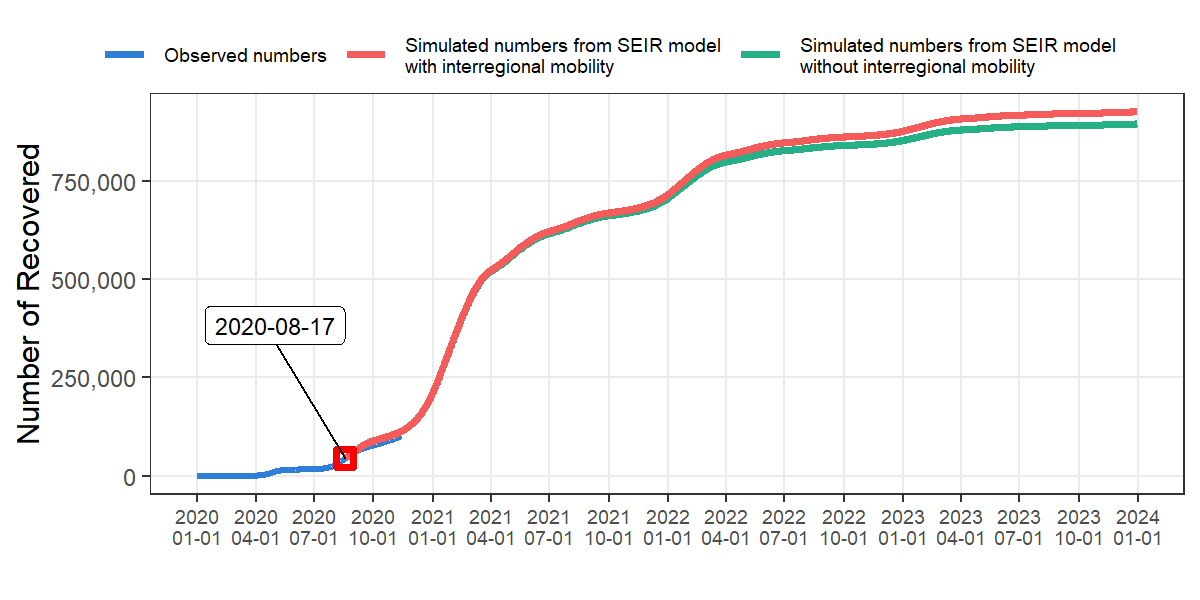 Observed numbers
Simulated numbers from SEIR model
with interregional mobility
Simulated numbers from SEIR model
without interregional mobility
Number of Recovered
750,000
500,000
250,000
0
2020-08-17
2020 2020 2020 2020 2021 2021 2021 2021 2022 2022 2022 2022 2023 2023 2023 2023 2024
01-01 04-01 07-01 10-01 01-01 04-01 07-01 10-01 01-01 04-01 07-01 10-01 01-01 04-01 07-01 10-01 01-01